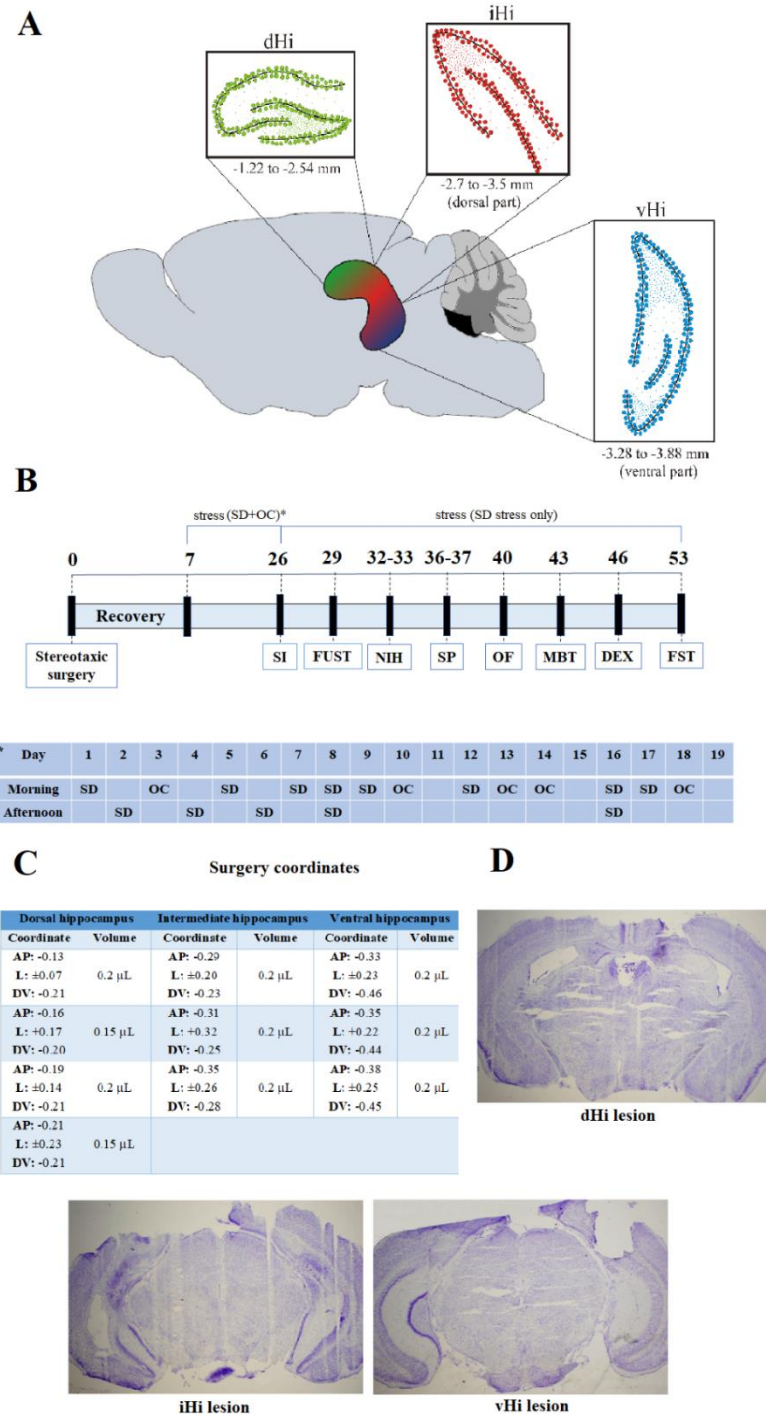 A
dHi
iHi
-1.22 to -2.54 mm
-2.7 to -3.5 mm
(dorsal part)
vHi
-3.28 to -3.88 mm
(ventral part)
B
stress (SD+OC)*
stress (SD stress only)
0 7 26 29 32-33 36-37 40 43 46 53
Recovery
Stereotaxic
surgery
SI FUST NIH SP OF MBT DEX FST
* Day 1 2 3 4 5 6 7 8 9 10 11 12 13 14 15 16 17 18 19
Morning SD OC SD SD SD SD OC SD OC OC SD SD OC
Afternoon SD SD SD SD SD
C
Surgery coordinates
D
Dorsal hippocampus Intermediate hippocampus Ventral hippocampus
Coordinate Volume Coordinate Volume Coordinate Volume
AP: -0.13 AP: -0.29 AP: -0.33
L: ±0.07 0.2 µL L: ±0.20 0.2 µL L: ±0.23 0.2 µL
DV: -0.21 DV: -0.23 DV: -0.46
AP: -0.16 AP: -0.31 AP: -0.35
L: ±0.17 0.15 µL L: ±0.32 0.2 µL L: ±0.22 0.2 µL
DV: -0.20 DV: -0.25 DV: -0.44
AP: -0.19 AP: -0.35 AP: -0.38
L: ±0.14 0.2 µL L: ±0.26 0.2 µL L: ±0.25 0.2 µL
DV: -0.21 DV: -0.28 DV: -0.45
AP: -0.21
L: ±0.23 0.15 µL
DV: -0.21
dHi lesion
iHi lesion
vHi lesion